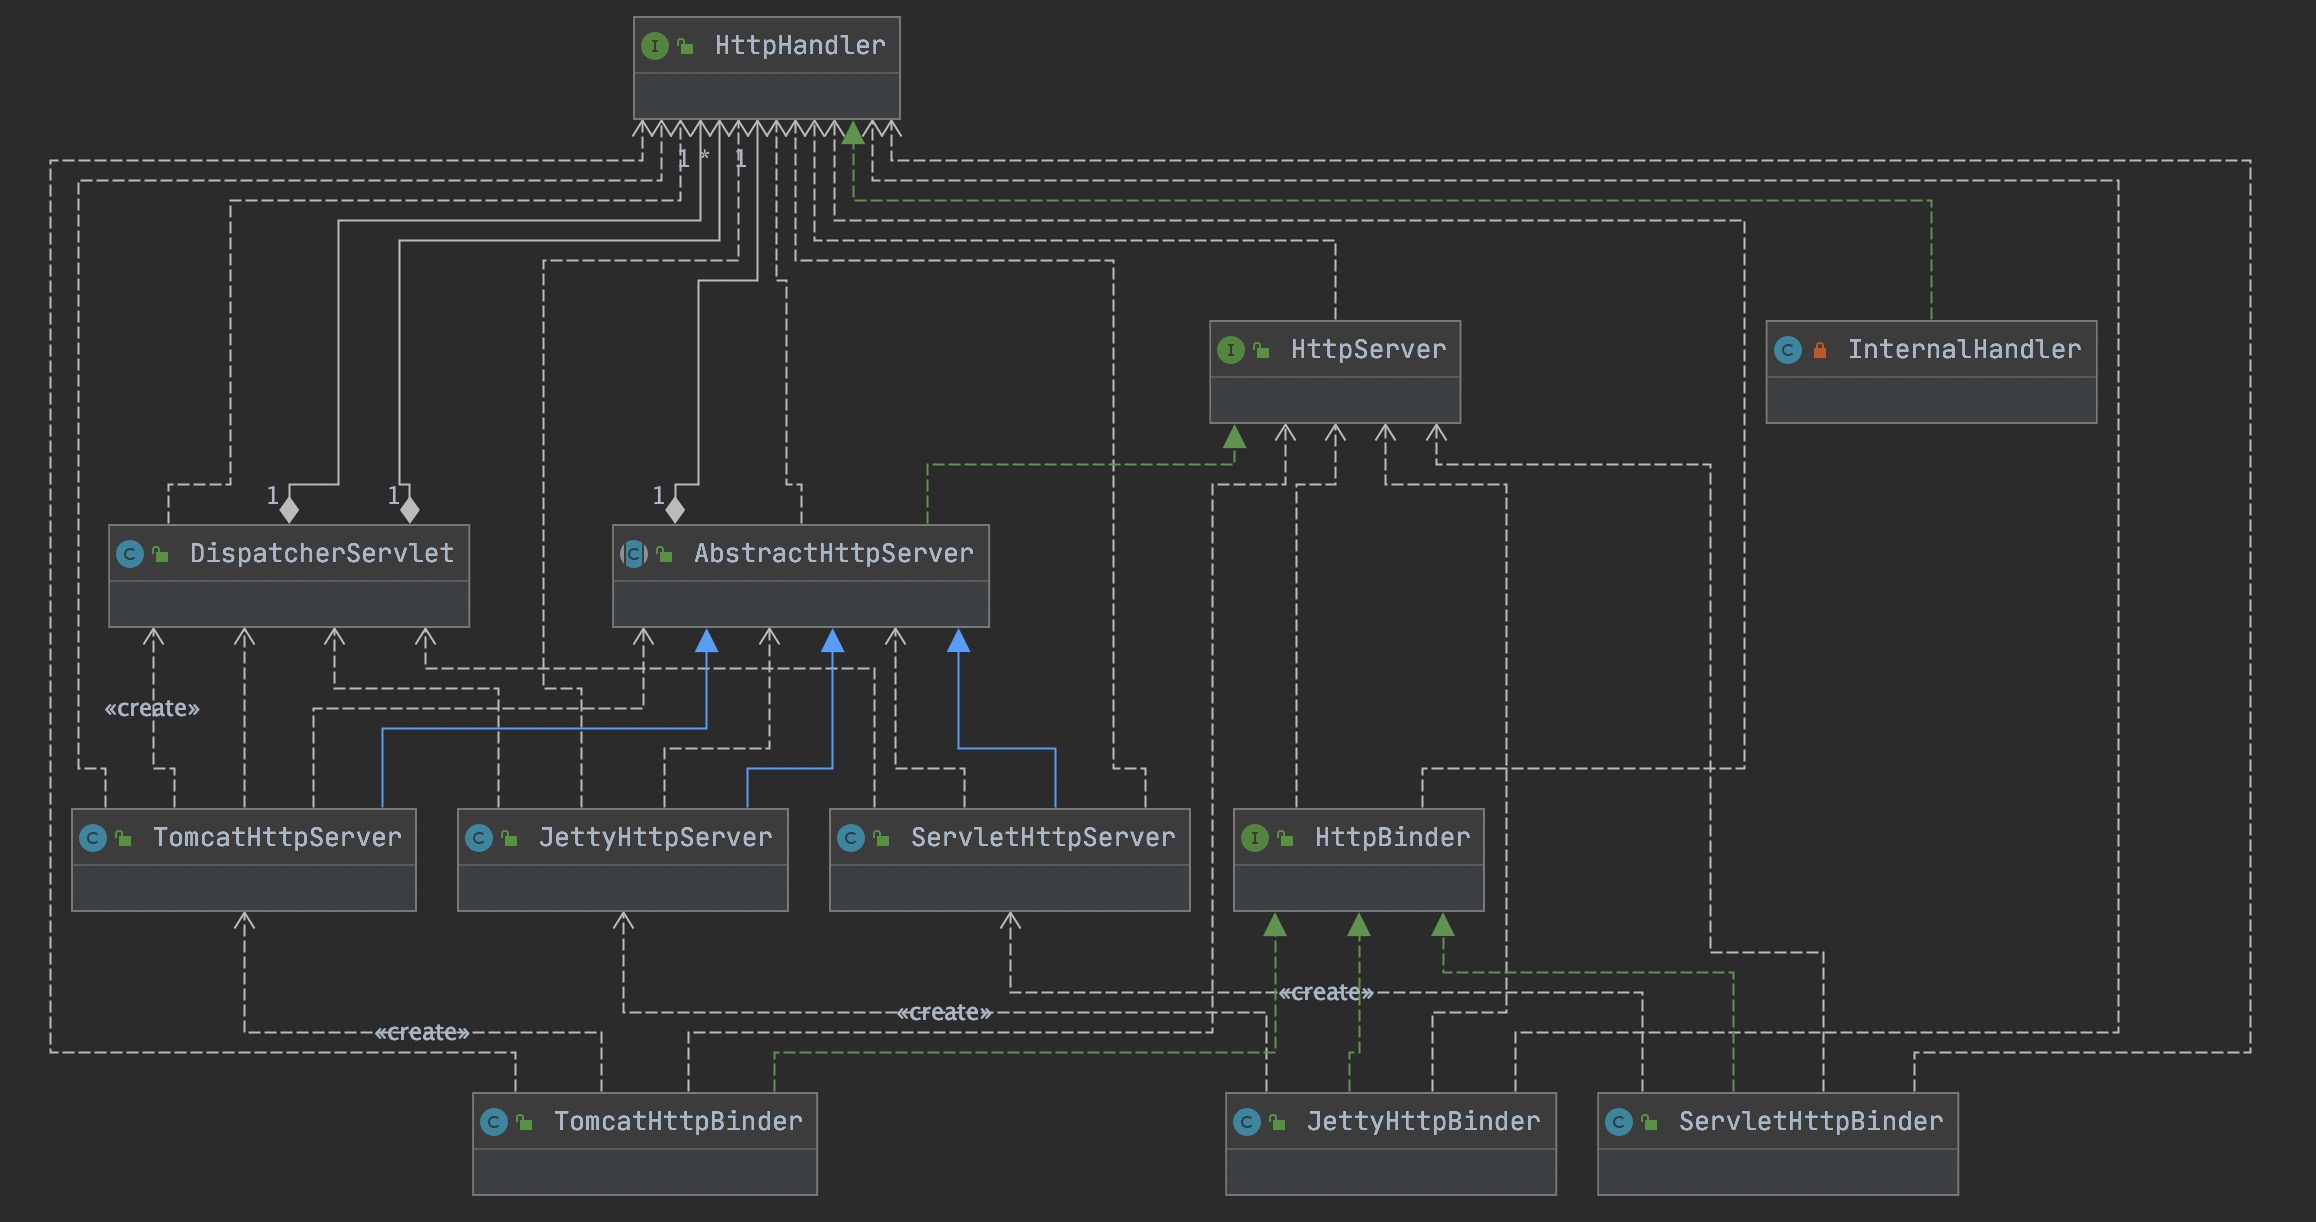 HttpHandler
1 * 1
HttpServer
InternalHandler
1 1 1
DispatcherServlet
AbstractHttpServer
«create»
TomcatHttpServer
JettyHttpServer
ServletHttpServer
HttpBinder
«create»
«create»
«create»
TomcatHttpBinder
JettyHttpBinder
ServletHttpBinder